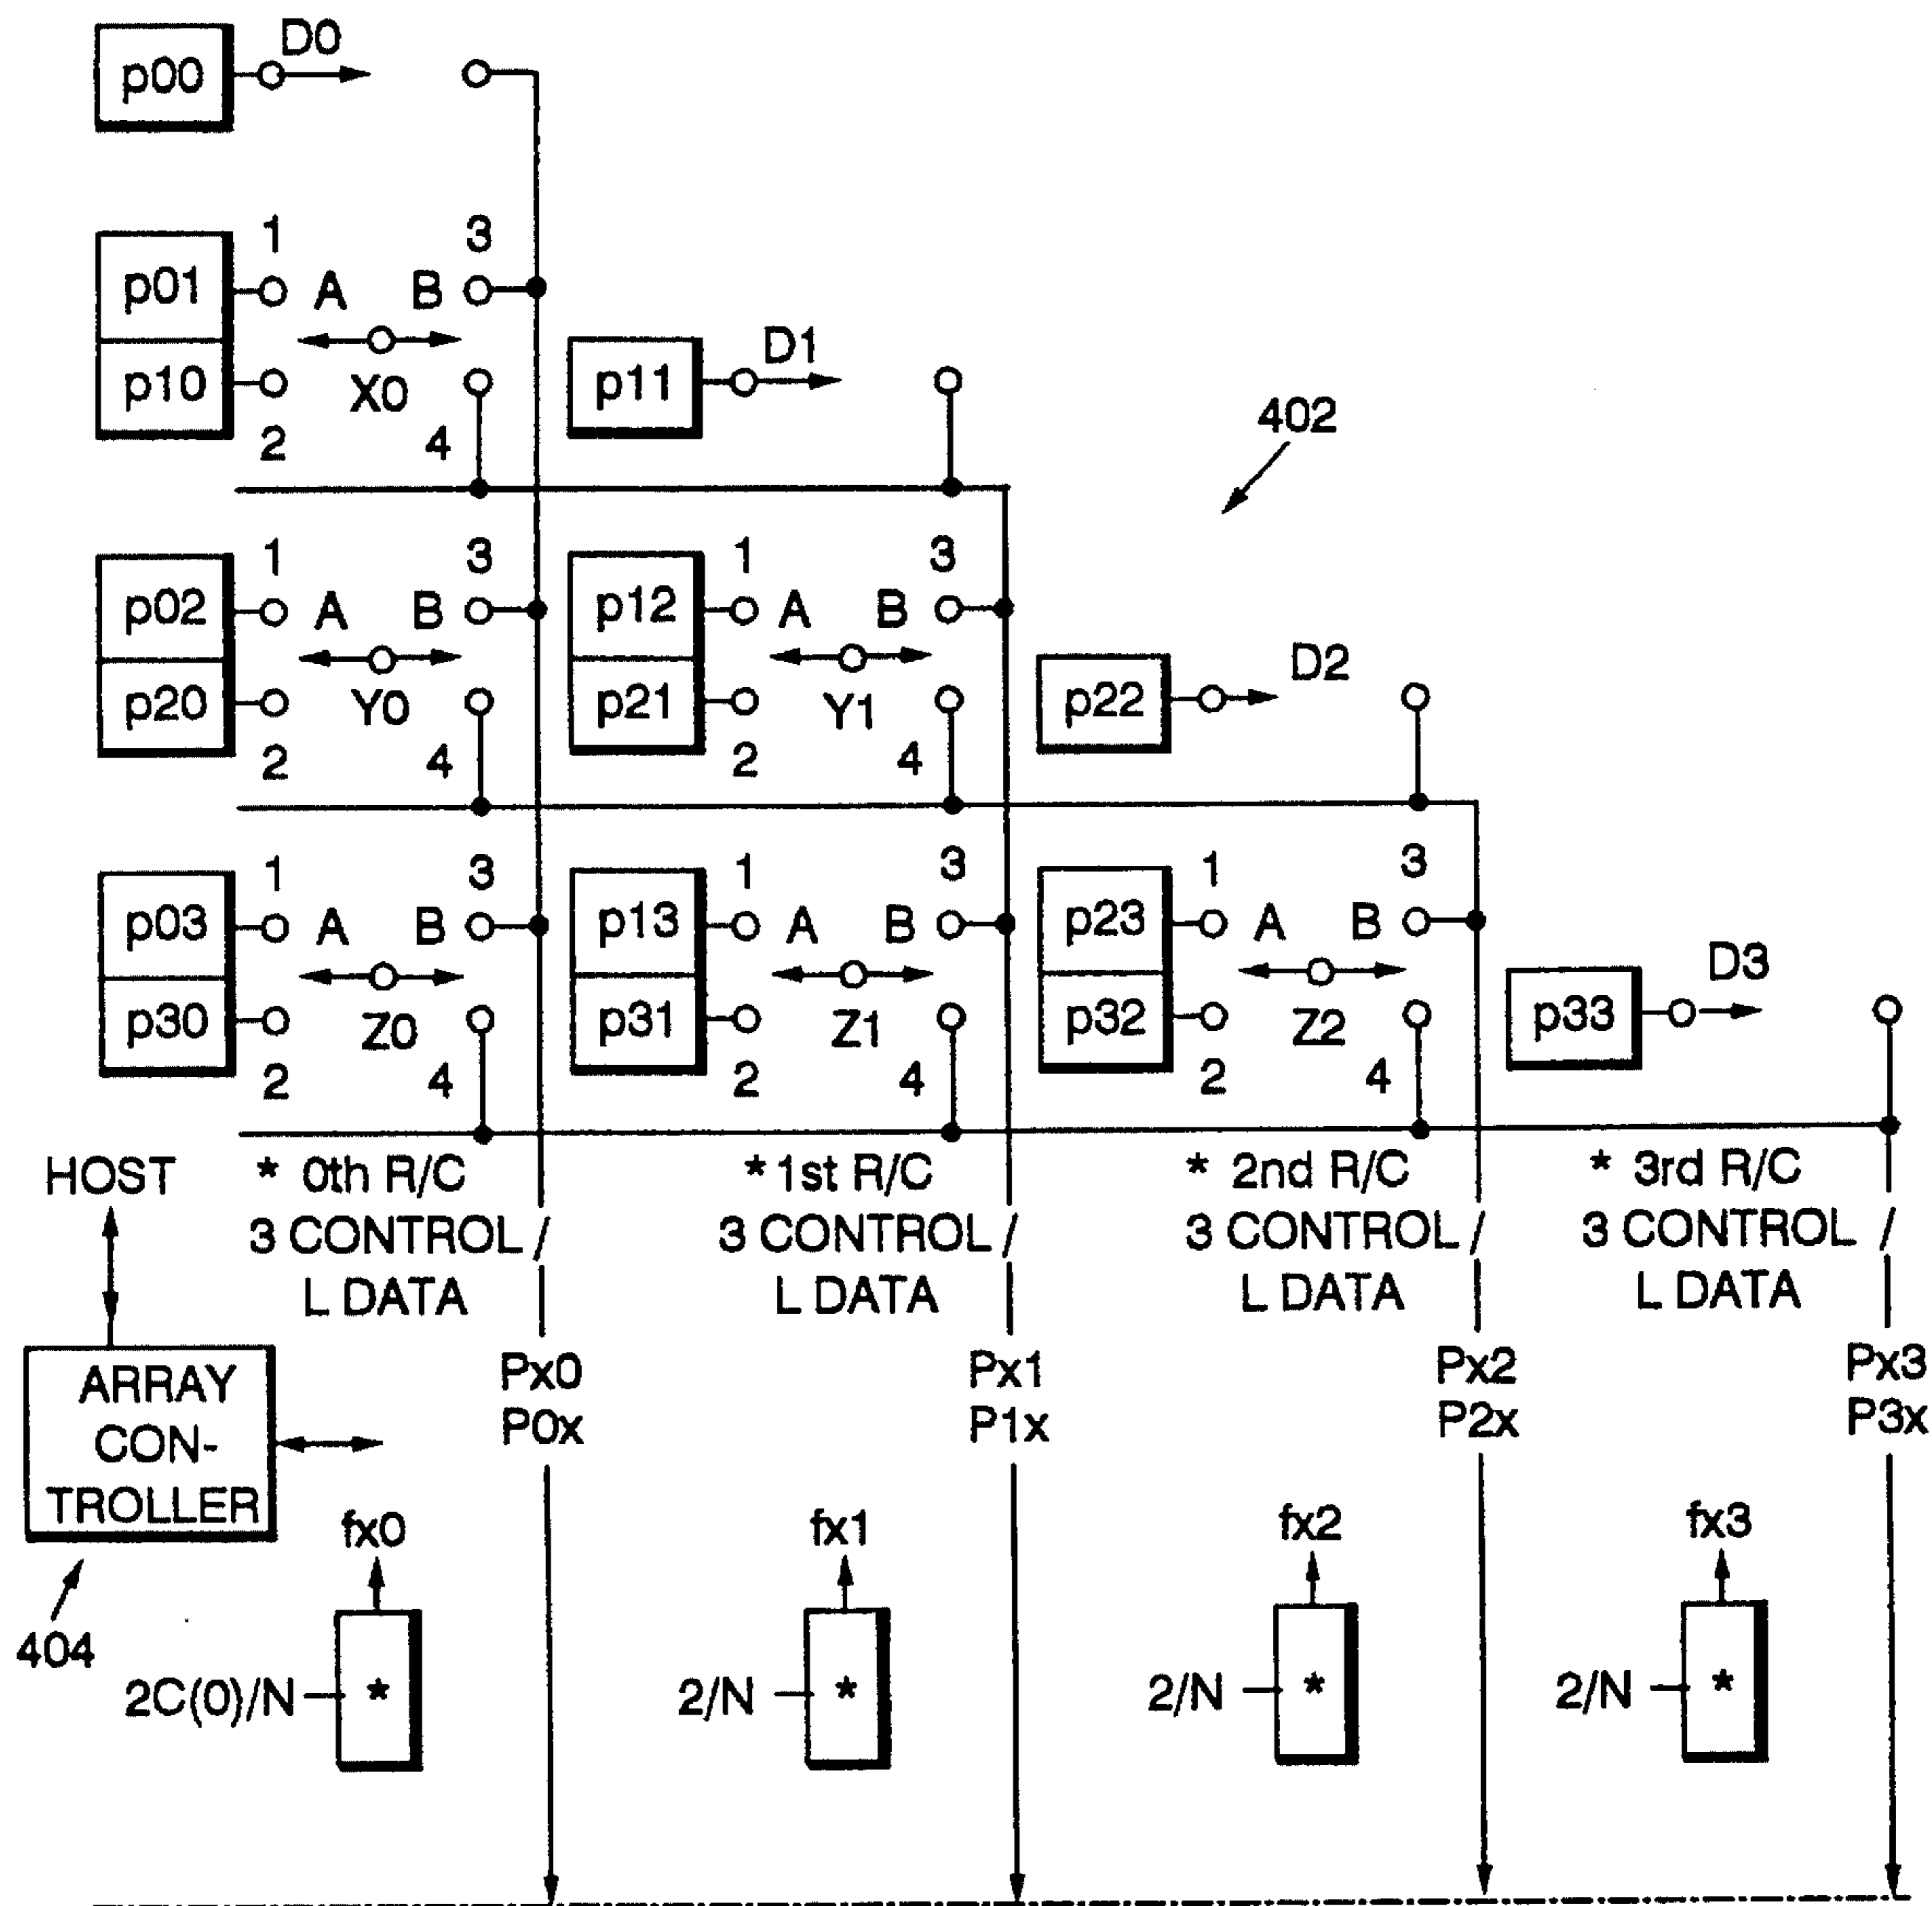 p00 D0
1 3
p01 A B
p10 X0 p11 D1
2 4
402
1 3 1 3
p02 A B p12 A B
p20 Y0 p21 Y1 p22 D2
2 4 2 4
1 3 1 3 1 3
p03 A B p13 A B p23 A B
p30 Z0 p31 Z1 p32 Z2 p33 D3
2 4 2 4 2 4
HOST * 0th R/C * 1st R/C * 2nd R/C * 3rd R/C
3 CONTROL 3 CONTROL 3 CONTROL 3 CONTROL
L DATA L DATA L DATA L DATA
ARRAY Px0 Px1 Px2 Px3
CON- P0x P1x P2x P3x
TROLLER
fx0 fx1 fx2 fx3
404
2C(0)/N * 2/N * 2/N * 2/N *